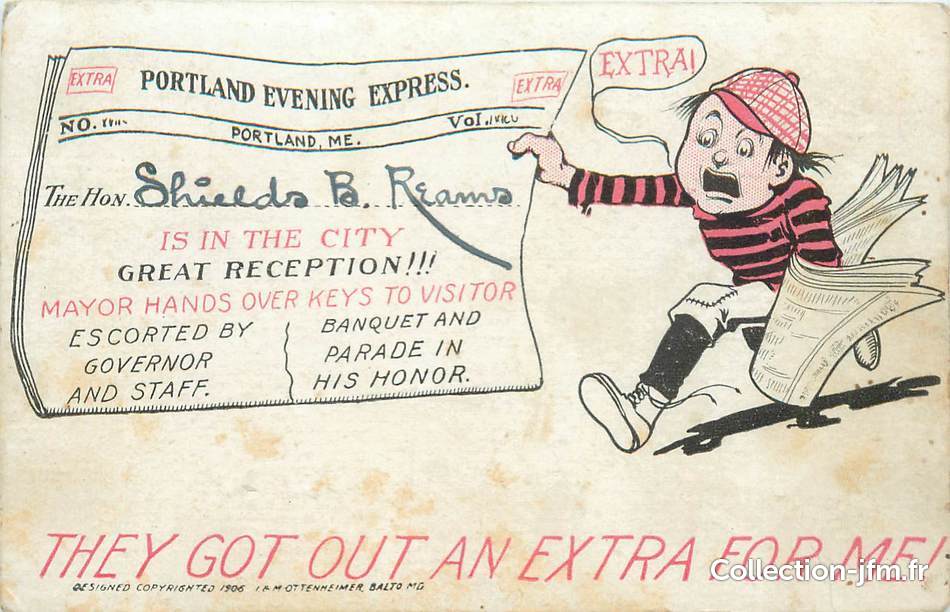 EXTRA
PORTLAND EVENING EXPRESS.
EXTRA
EXTRA!
NO.
PORTLAND, ME.
VOL.
THE HON. Shields B. Reams
IS IN THE CITY
GREAT RECEPTION!!!
MAYOR HANDS OVER KEYS TO VISITOR
ESCORTED BY
GOVERNOR
AND STAFF.
BANQUET AND
PARADE IN
HIS HONOR.
THEY GOT OUT AN EXTRA FOR ME!
DESIGNED COPYRIGHTED 1906 I. & M. OTTENHEIMER, BALTO MD
Collection-jfm.fr